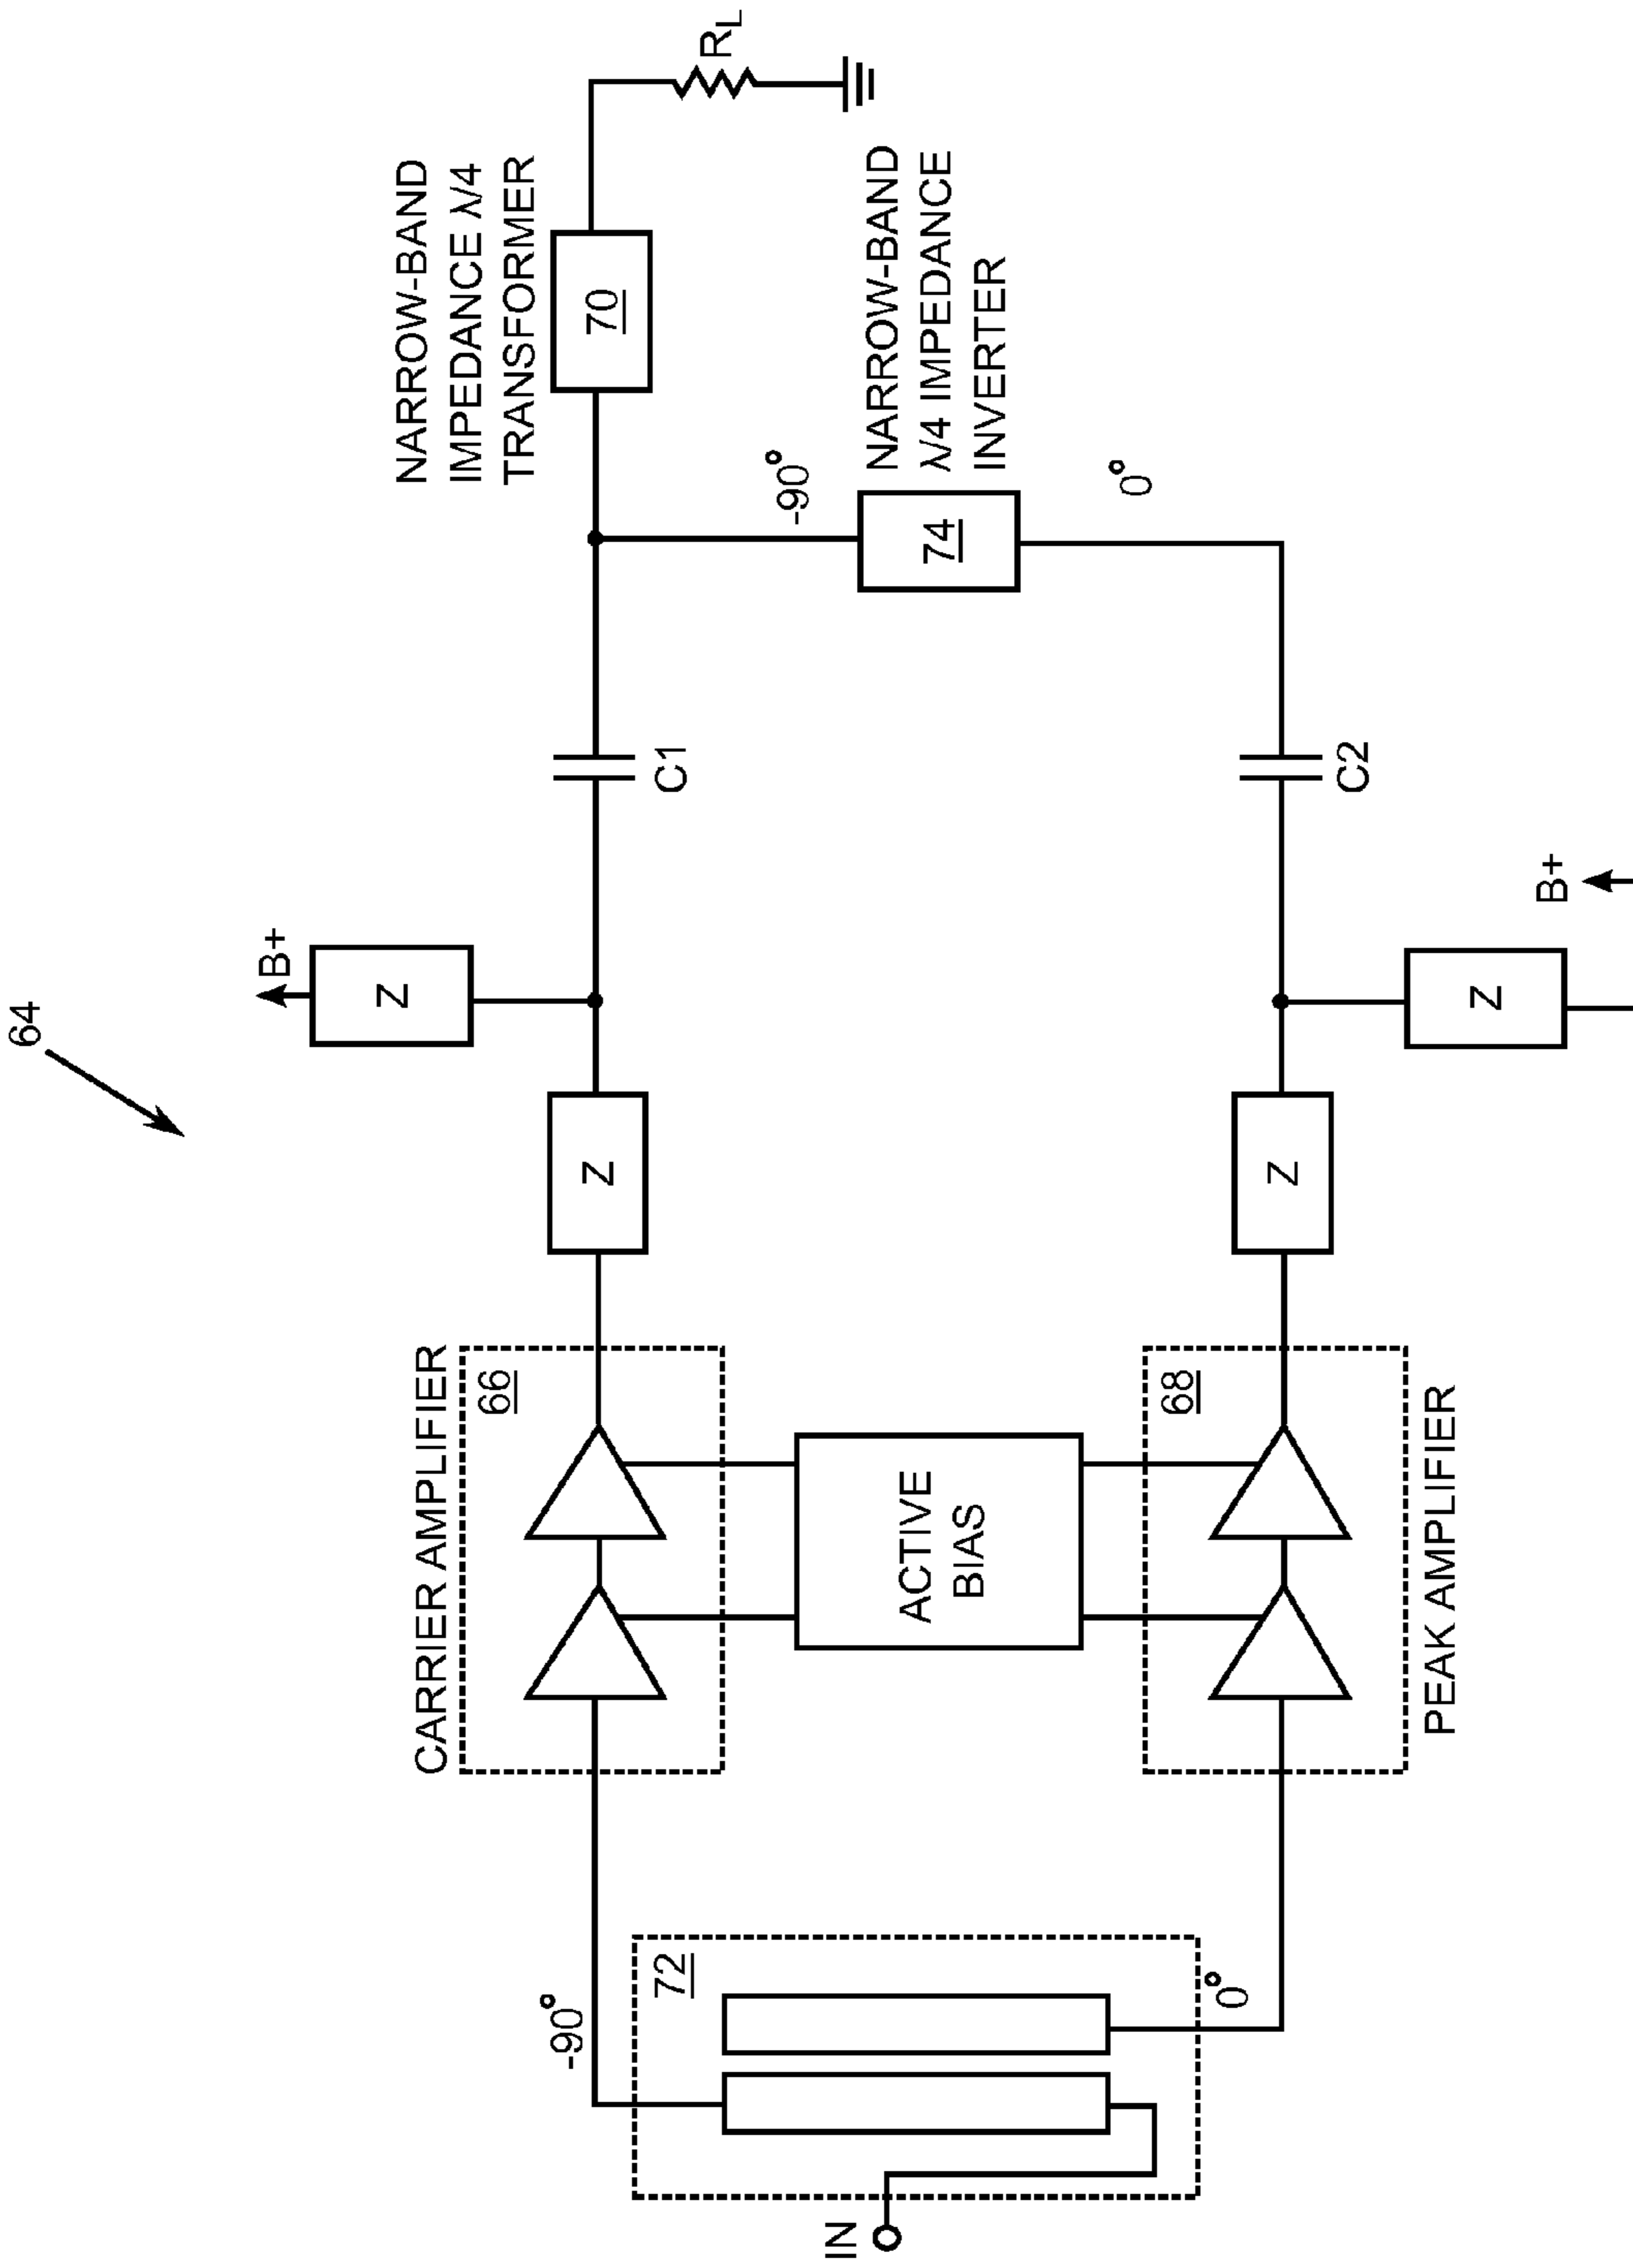 64
NARROW-BAND
IMPEDANCE λ/4
TRANSFORMER
B+
Z
CARRIER AMPLIFIER
66
-90°
Z
C1
70
R_L
72
ACTIVE
BIAS
-90°
74
NARROW-BAND
λ/4 IMPEDANCE
INVERTER
IN
0°
68
Z
C2
0°
PEAK AMPLIFIER
Z
B+